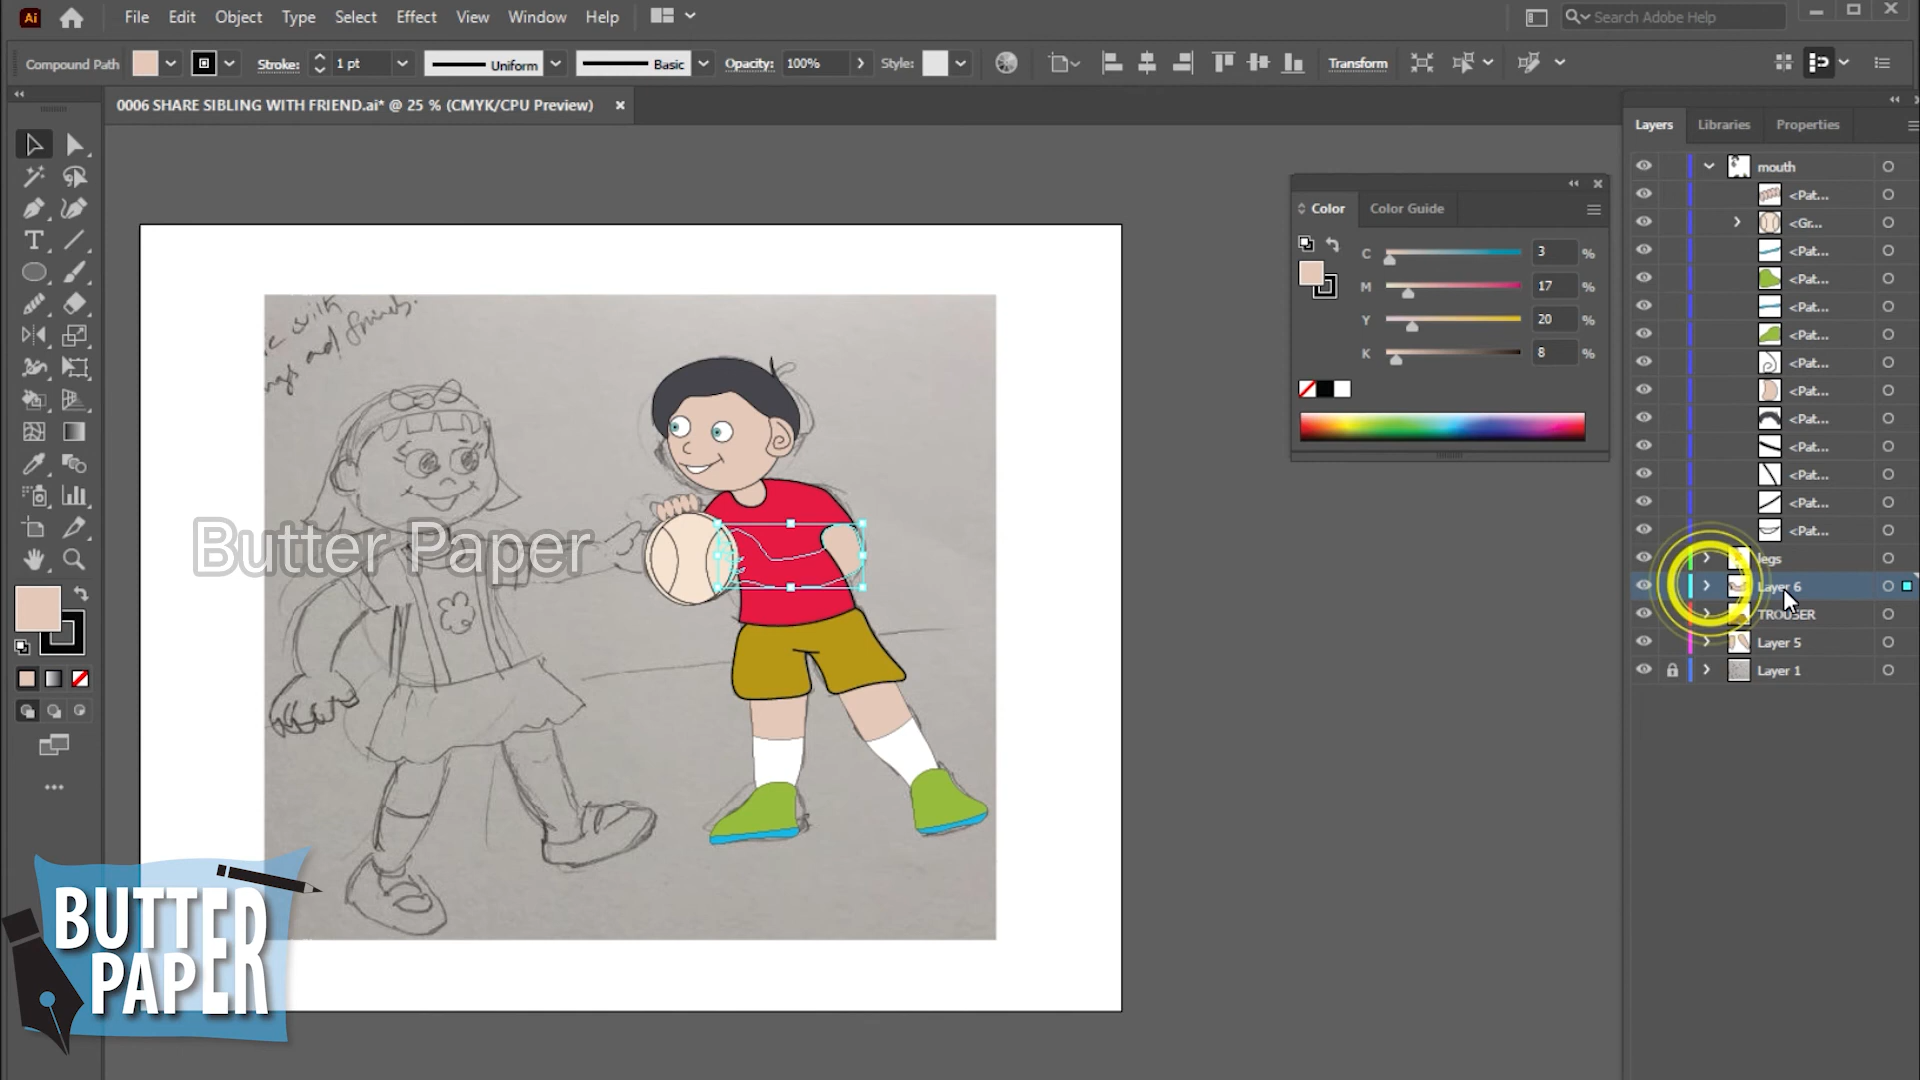 File Edit Object Type Select Effect View Window Help
Search Adobe Help
Compound Path Stroke: 1 pt Uniform Basic Opacity: 100% Style: Transform
0006 SHARE SIBLING WITH FRIEND.ai* @ 25 % (CMYK/CPU Preview)
Layers Libraries Properties
mouth
<Pat...
<Gr...
<Pat...
<Pat...
<Pat...
<Pat...
<Pat...
<Pat...
<Pat...
<Pat...
<Pat...
<Pat...
<Pat...
legs
Layer 6
TROUSER
Layer 5
Layer 1
Color Color Guide
C 3 %
M 17 %
Y 20 %
K 8 %
with
and friends.
Butter Paper
BUTTER
PAPER